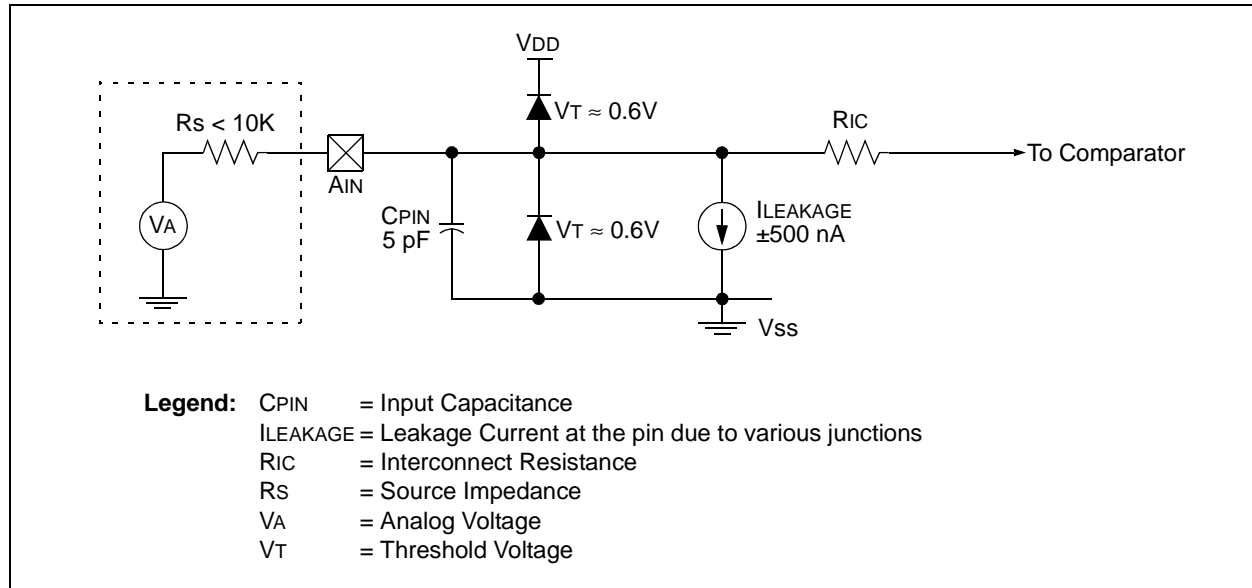 VDD
VT ≈ 0.6V
RS < 10K
RIC
To Comparator
AIN
VA
CPIN
5 pF
VT ≈ 0.6V
ILEAKAGE
±500 nA
VSS
Legend: CPIN = Input Capacitance
ILEAKAGE = Leakage Current at the pin due to various junctions
RIC = Interconnect Resistance
RS = Source Impedance
VA = Analog Voltage
VT = Threshold Voltage